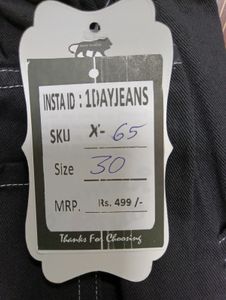 INSTA ID : 1DAYJEANS
SKU X- 65
Size 30
MRP. Rs. 499 /-
Thanks For Choosing